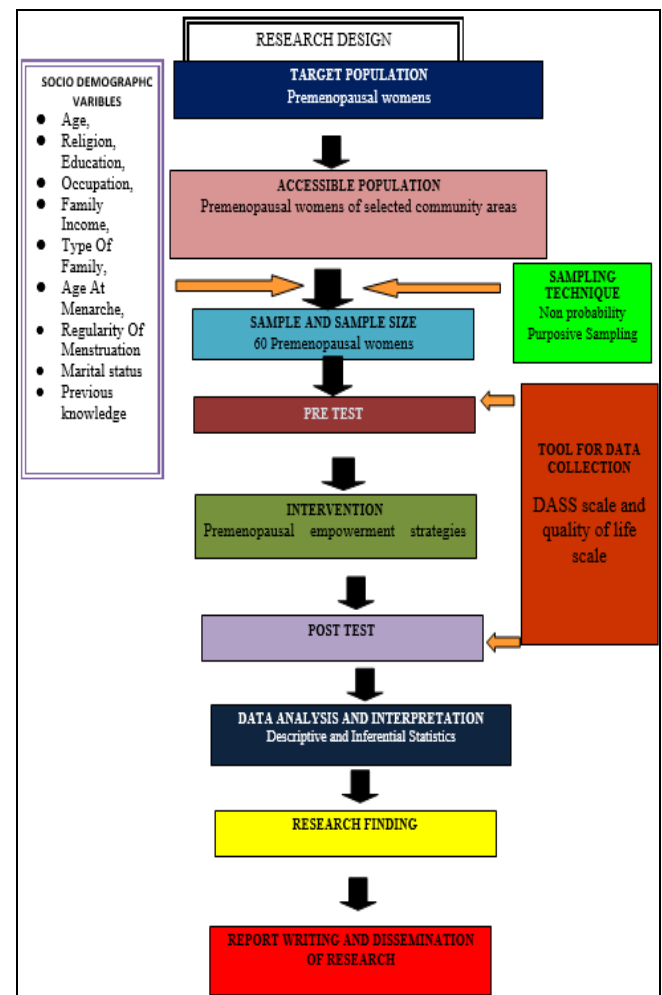 RESEARCH DESIGN
TARGET POPULATION
Premenopausal womens
SOCIO DEMOGRAPHC
VARIBLES
● Age,
● Religion,
Education,
● Occupation,
● Family
Income,
● Type Of
Family,
● Age At
Menarche,
● Regularity Of
Menstruation
● Marital status
● Previous
knowledge
ACCESSIBLE POPULATION
Premenopausal womens of selected community areas
SAMPLING
TECHNIQUE
Non probability
Purposive Sampling
SAMPLE AND SAMPLE SIZE
60 Premenopausal womens
PRE TEST
TOOL FOR DATA
COLLECTION
DASS scale and
quality of life
scale
INTERVENTION
Premenopausal empowerment strategies
POST TEST
DATA ANALYSIS AND INTERPRETATION
Descriptive and Inferential Statistics
RESEARCH FINDING
REPORT WRITING AND DISSEMINATION
OF RESEARCH